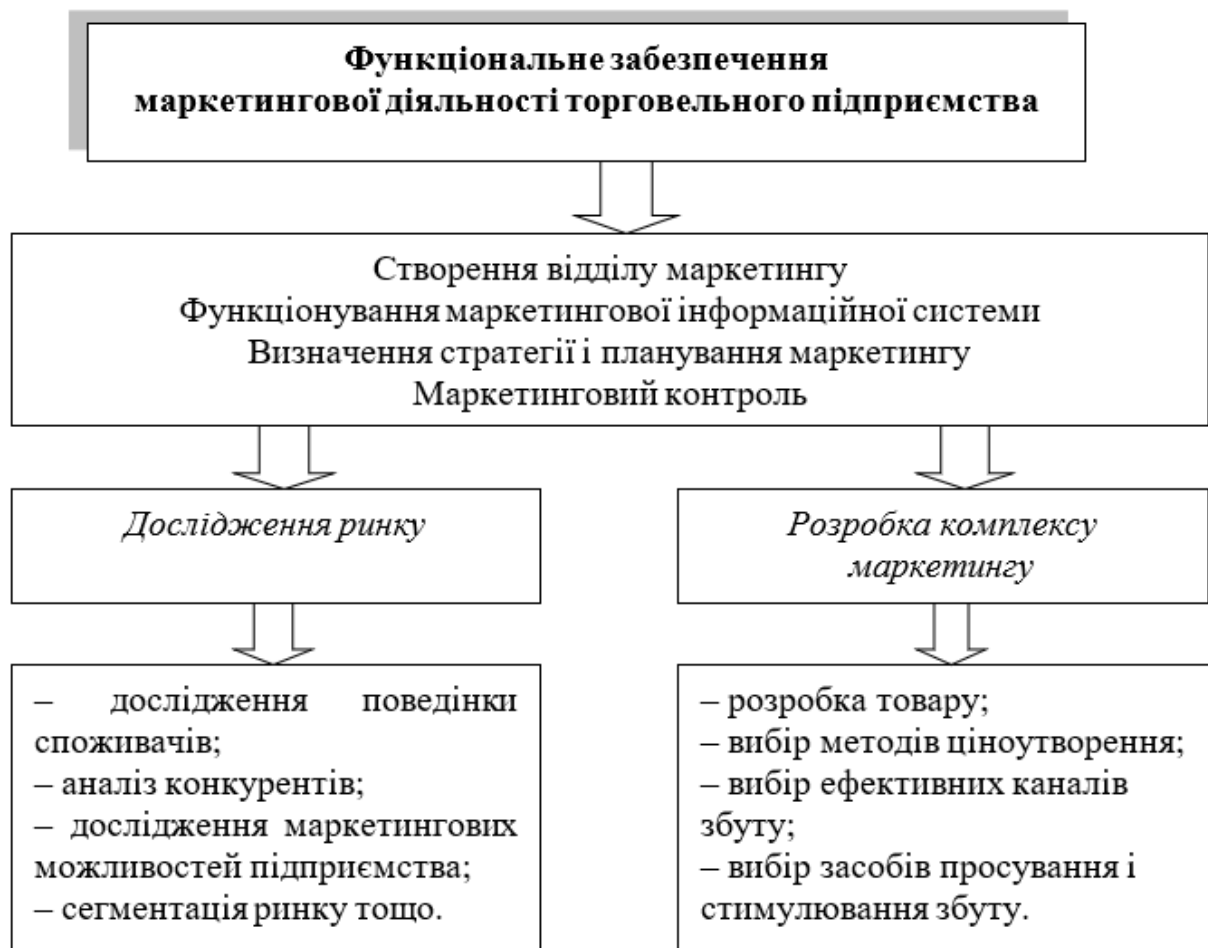 Функціональне забезпечення
маркетингової діяльності торговельного підприємства
Створення відділу маркетингу
Функціонування маркетингової інформаційної системи
Визначення стратегії і планування маркетингу
Маркетинговий контроль
Дослідження ринку
Розробка комплексу
маркетингу
– дослідження поведінки
споживачів;
– аналіз конкурентів;
– дослідження маркетингових
можливостей підприємства;
– сегментація ринку тощо.
– розробка товару;
– вибір методів ціноутворення;
– вибір ефективних каналів
збуту;
– вибір засобів просування і
стимулювання збуту.